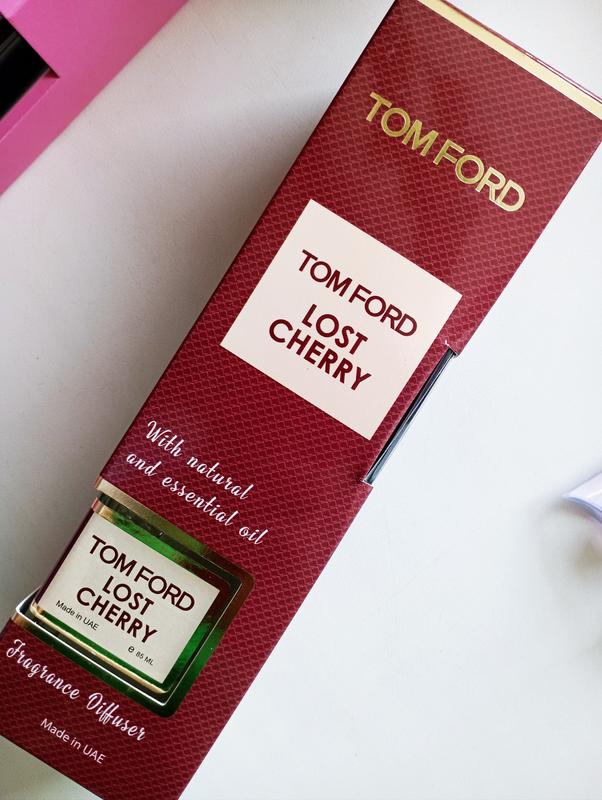 TOM FORD
TOM FORD
LOST
CHERRY
With natural
and essential oil
TOM FORD
LOST
CHERRY
Made in UAE
e 85 ML
Fragrance Diffuser
Made in UAE